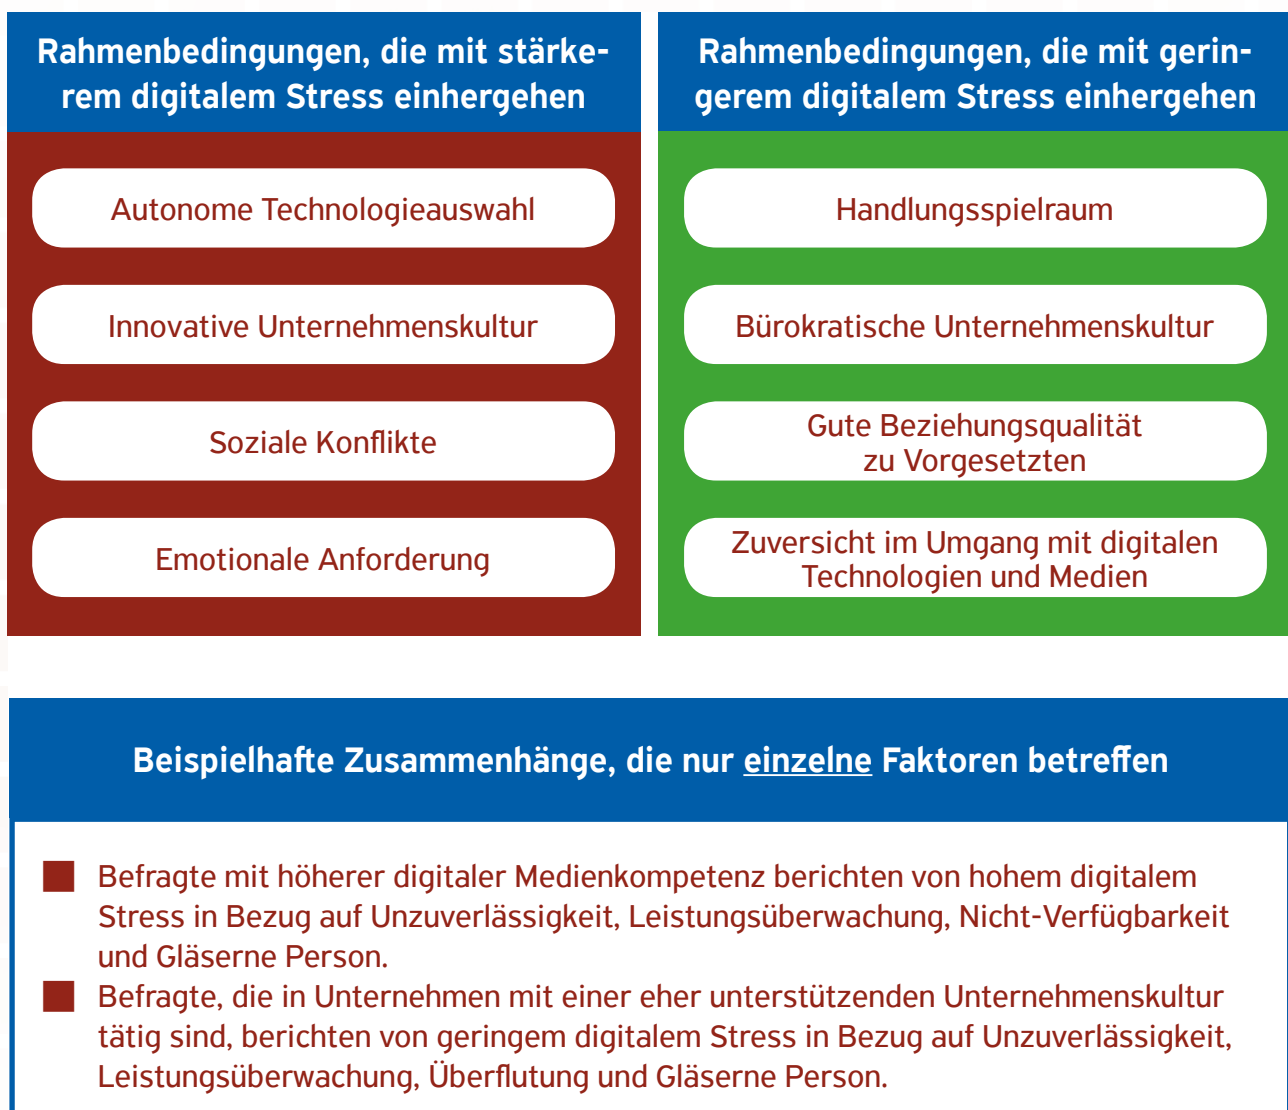 Rahmenbedingungen, die mit stärke-
rem digitalem Stress einhergehen
Autonome Technologieauswahl
Innovative Unternehmenskultur
Soziale Konflikte
Emotionale Anforderung
Rahmenbedingungen, die mit gerin-
gerem digitalem Stress einhergehen
Handlungsspielraum
Bürokratische Unternehmenskultur
Gute Beziehungsqualität
zu Vorgesetzten
Zuversicht im Umgang mit digitalen
Technologien und Medien
Beispielhafte Zusammenhänge, die nur einzelne Faktoren betreffen
Befragte mit höherer digitaler Medienkompetenz berichten von hohem digitalem
Stress in Bezug auf Unzuverlässigkeit, Leistungsüberwachung, Nicht-Verfügbarkeit
und Gläserne Person.
Befragte, die in Unternehmen mit einer eher unterstützenden Unternehmenskultur
tätig sind, berichten von geringem digitalem Stress in Bezug auf Unzuverlässigkeit,
Leistungsüberwachung, Überflutung und Gläserne Person.